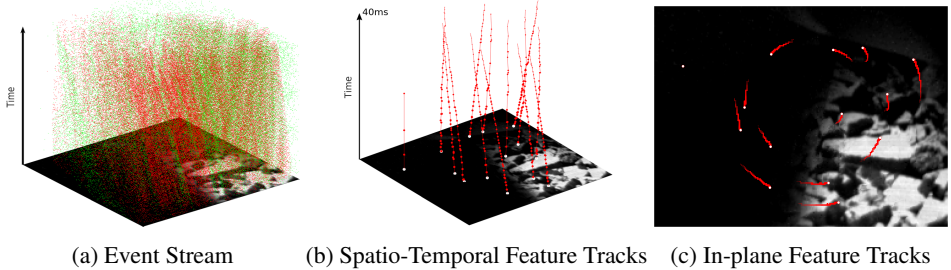 Time
40ms
Time
(a) Event Stream
(b) Spatio-Temporal Feature Tracks
(c) In-plane Feature Tracks